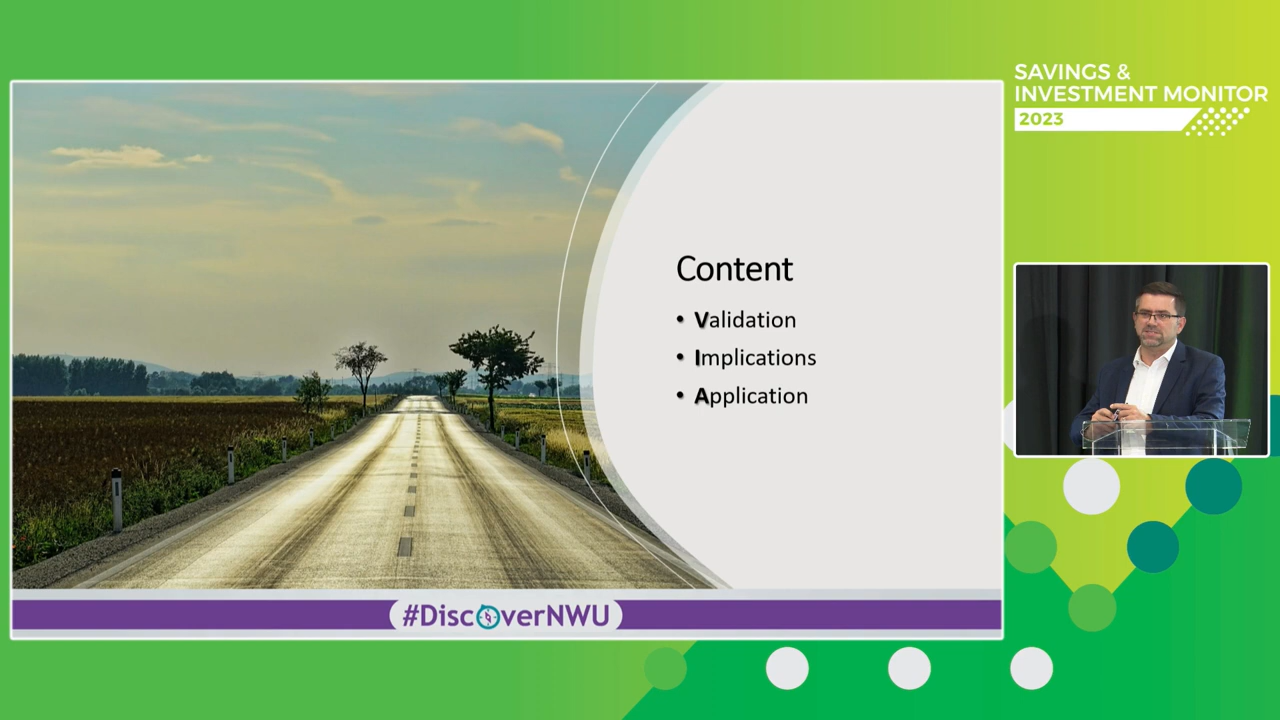 SAVINGS &
INVESTMENT MONITOR
2023
Content
• Validation
• Implications
• Application
#DiscoverNWU